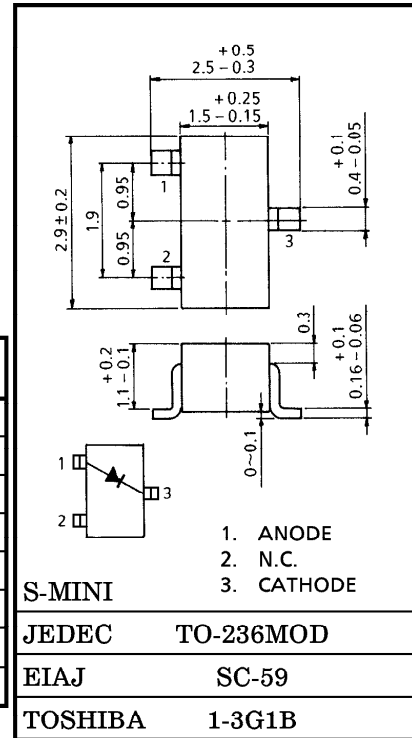 +0.5
2.5 – 0.3
+0.25
1.5 – 0.15
2.9±0.2
1.9
0.95
0.95
1
2
3
+0.1
0.4 – 0.05
+0.2
1.1 – 0.1
0.3
+0.1
0.16 – 0.06
0~0.1
1
2
3
1. ANODE
2. N.C.
3. CATHODE
S-MINI
JEDEC TO-236MOD
EIAJ SC-59
TOSHIBA 1-3G1B